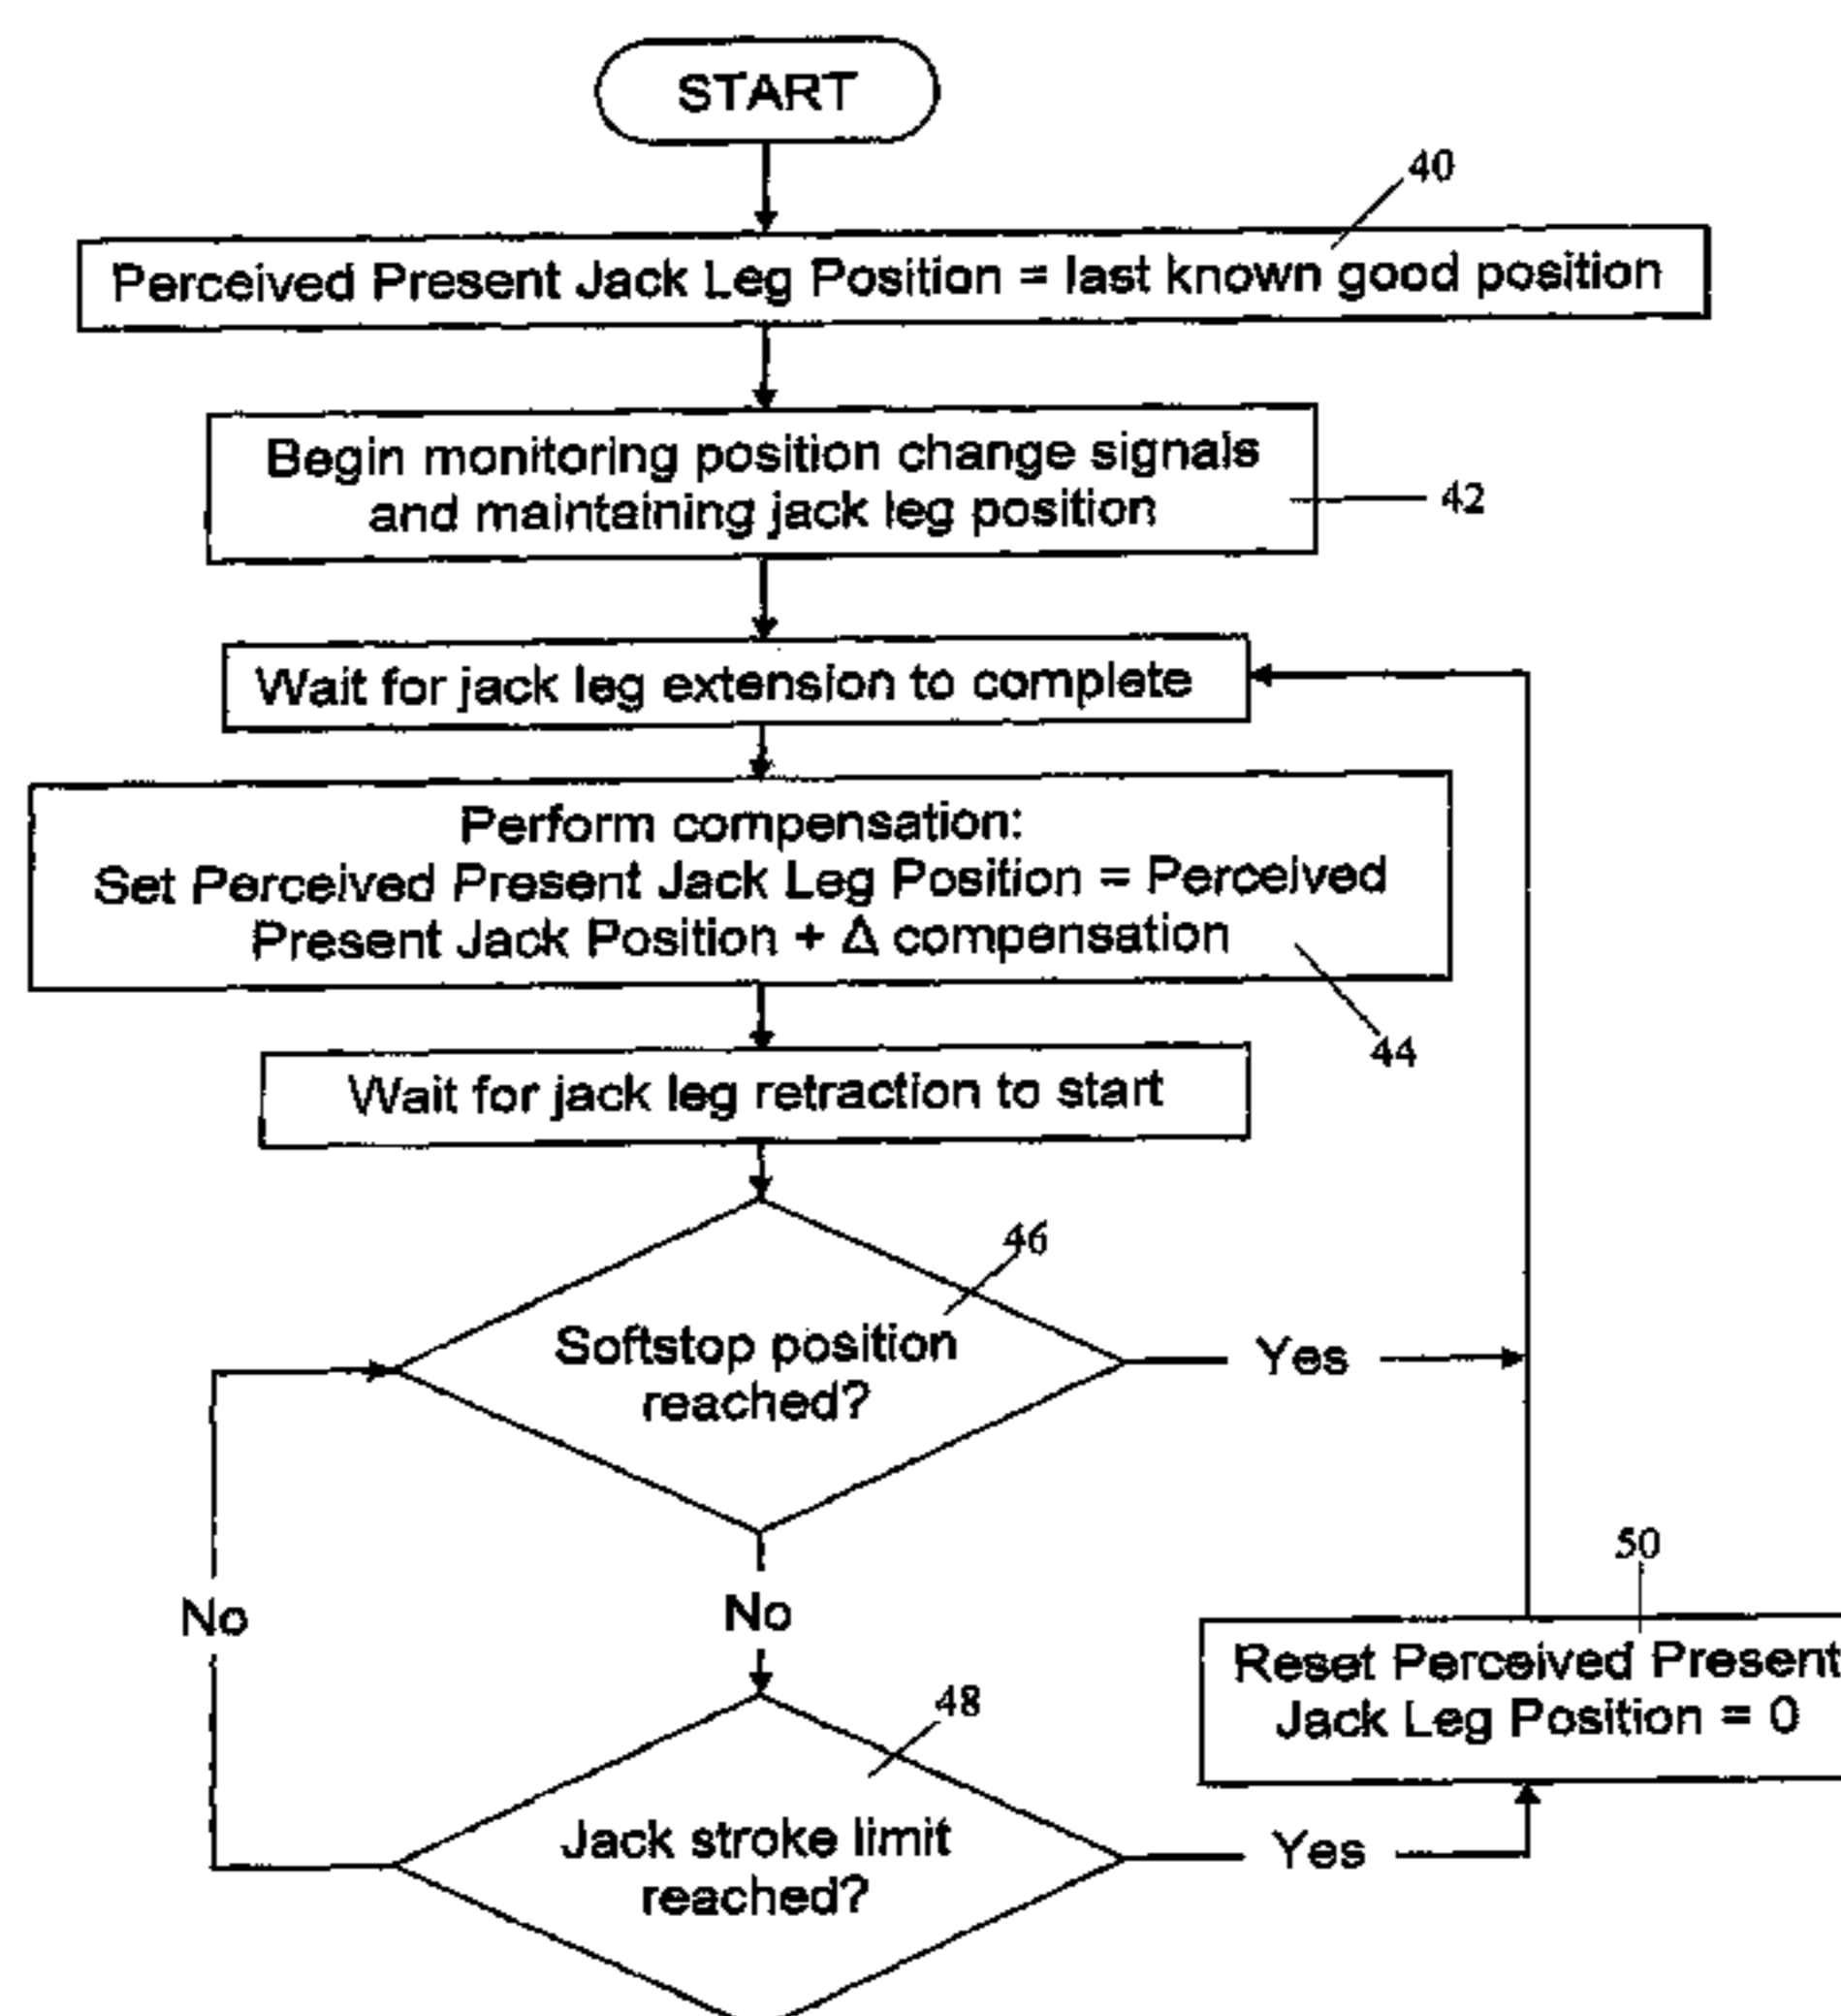 START
40
Perceived Present Jack Leg Position = last known good position
Begin monitoring position change signals
and maintaining jack leg position
42
Wait for jack leg extension to complete
Perform compensation:
Set Perceived Present Jack Leg Position = Perceived
Present Jack Position + Δ compensation
44
Wait for jack leg retraction to start
46
Softstop position
reached?
Yes
No
No
50
Reset Perceived Present
Jack Leg Position = 0
48
Jack stroke limit
reached?
Yes